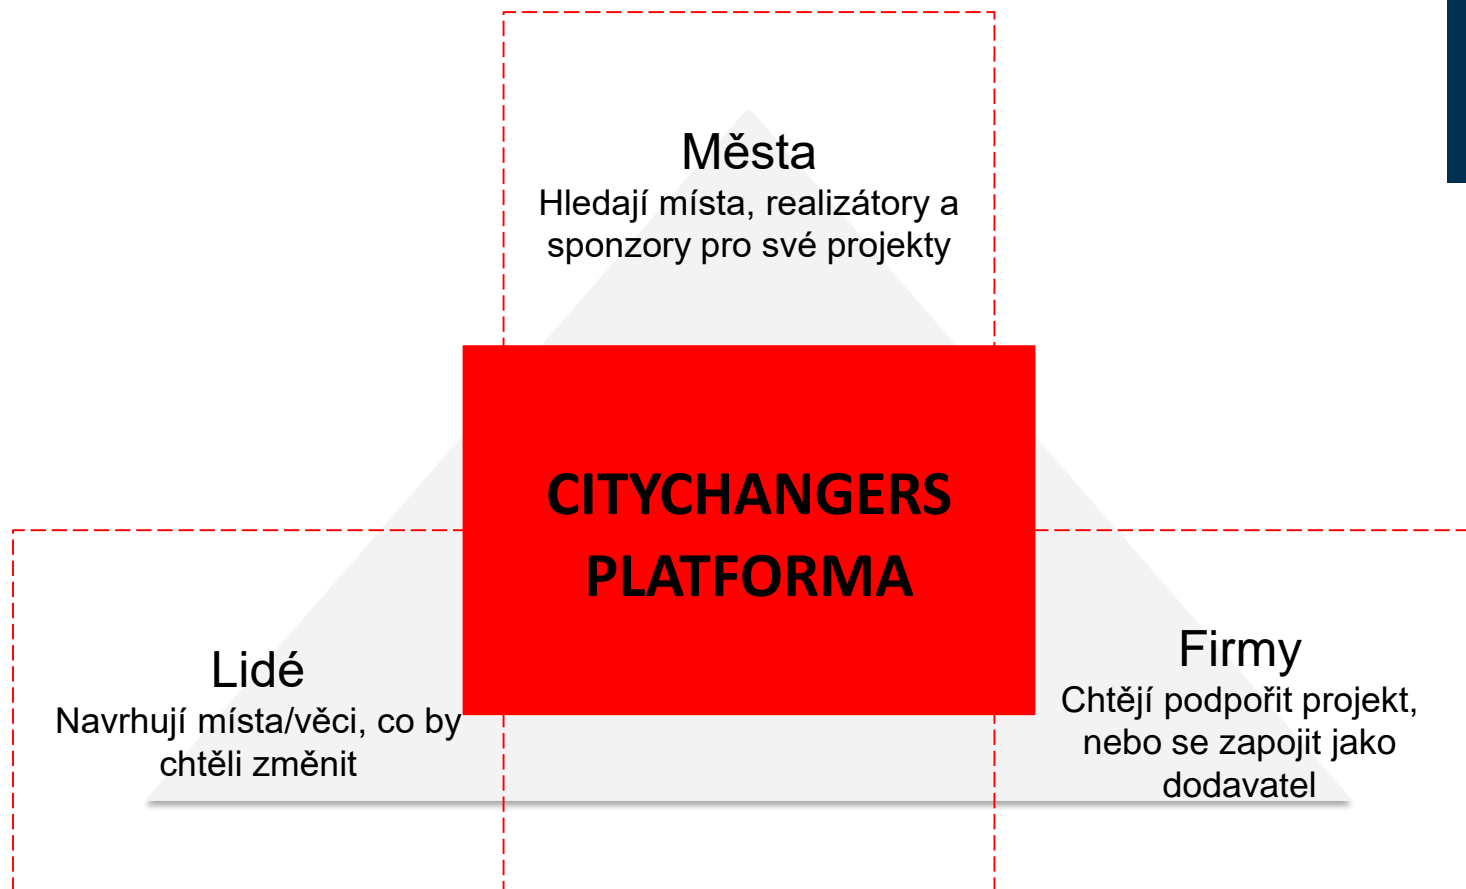 Města
Hledají místa, realizátory a
sponzory pro své projekty
CITYCHANGERS
PLATFORMA
Lidé
Navrhují místa/věci, co by
chtěli změnit
Firmy
Chtějí podpořit projekt,
nebo se zapojit jako
dodavatel